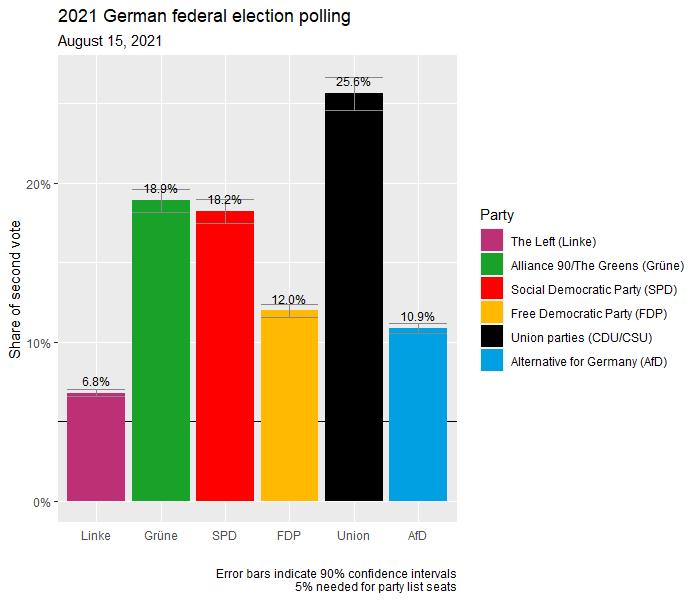 2021 German federal election polling
August 15, 2021
Share of second vote
25.6%
18.9%
18.2%
12.0%
10.9%
6.8%
20%
10%
0%
Linke Grüne SPD FDP Union AfD
Party
The Left (Linke)
Alliance 90/The Greens (Grüne)
Social Democratic Party (SPD)
Free Democratic Party (FDP)
Union parties (CDU/CSU)
Alternative for Germany (AfD)
Error bars indicate 90% confidence intervals
5% needed for party list seats